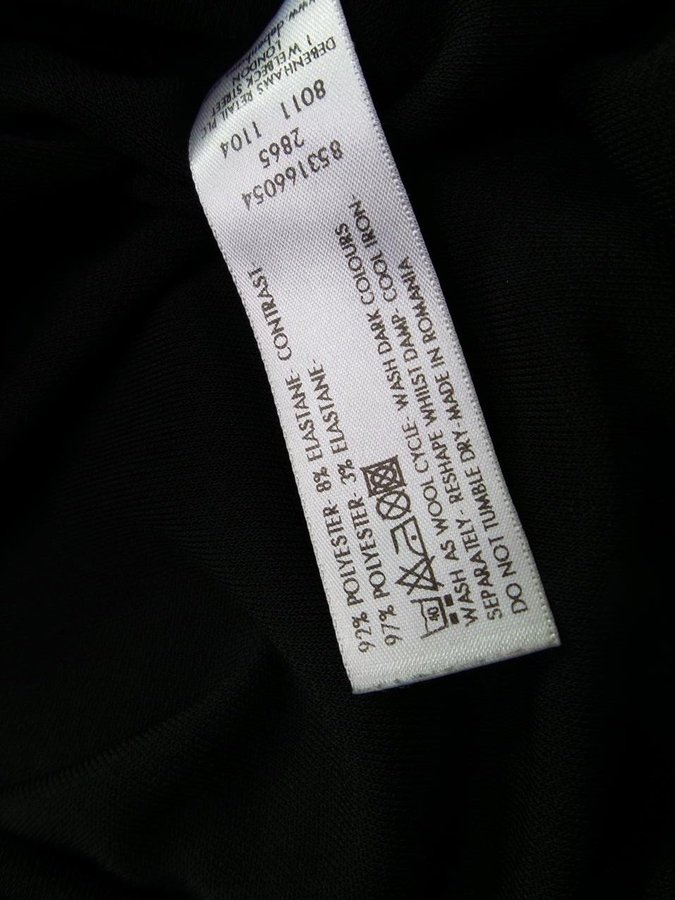 92% POLYESTER- 8% ELASTANE- CONTRAST-
97% POLYESTER- 3% ELASTANE-
40
WASH AS WOOL CYCLE- WASH DARK COLOURS
SEPARATELY - RESHAPE WHILST DAMP- COOL IRON-
DO NOT TUMBLE DRY -MADE IN ROMANIA
853166054
2865
8011 1104
DEBENHAMS RETAIL PLC
1 WELBECK STREET
LONDON